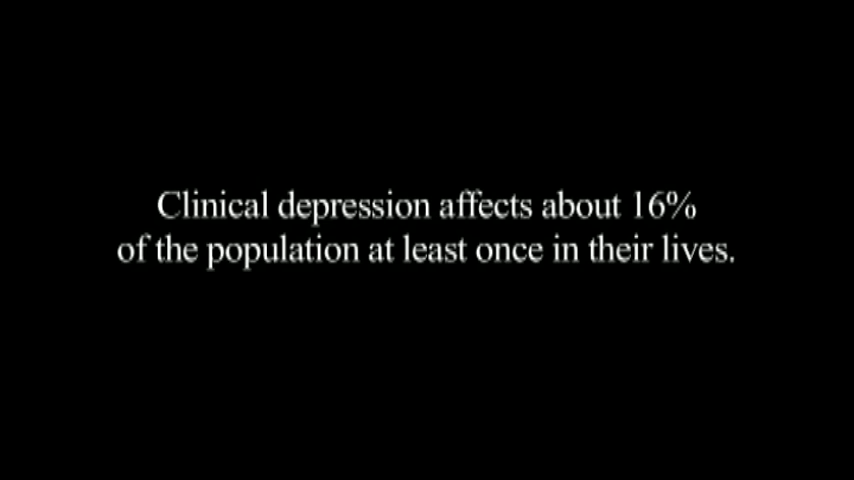 Clinical depression affects about 16%
of the population at least once in their lives.